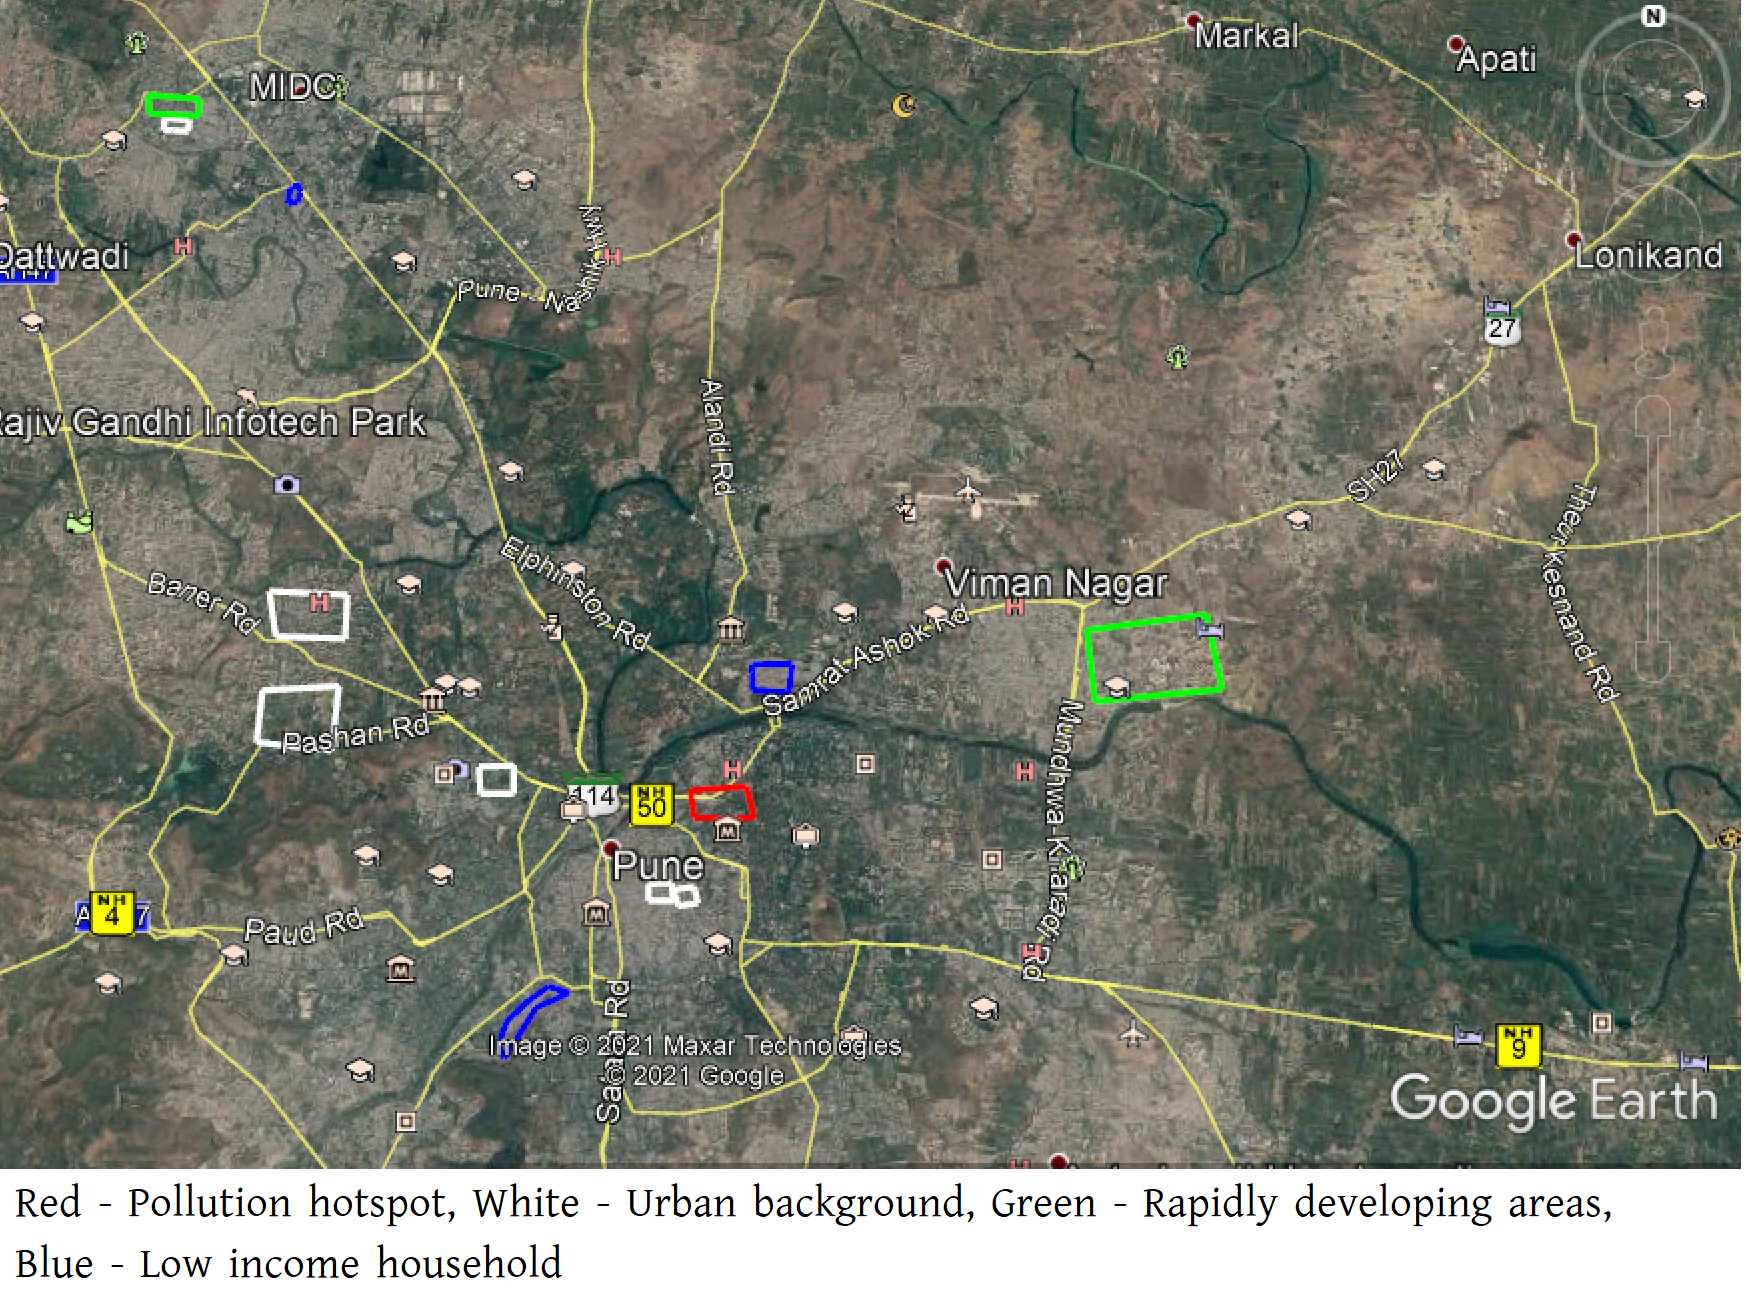 N
Markal
Apati
MIDC
Dattwadi
Lonikand
Pune - Nashik Hwy
27
Rajiv Gandhi Infotech Park
Alandi Rd
SH27
Theur Kesnand Rd
Elphinston Rd
Baner Rd
Viman Nagar
Samrat Ashok Rd
Pashan Rd
Mundhwa-Kharadi Rd
114
NH
50
Pune
A
NH
4
7
Paud Rd
Image © 2021 Maxar Technologies
© 2021 Google
NH
9
Google Earth
Red - Pollution hotspot, White - Urban background, Green - Rapidly developing areas,
Blue - Low income household